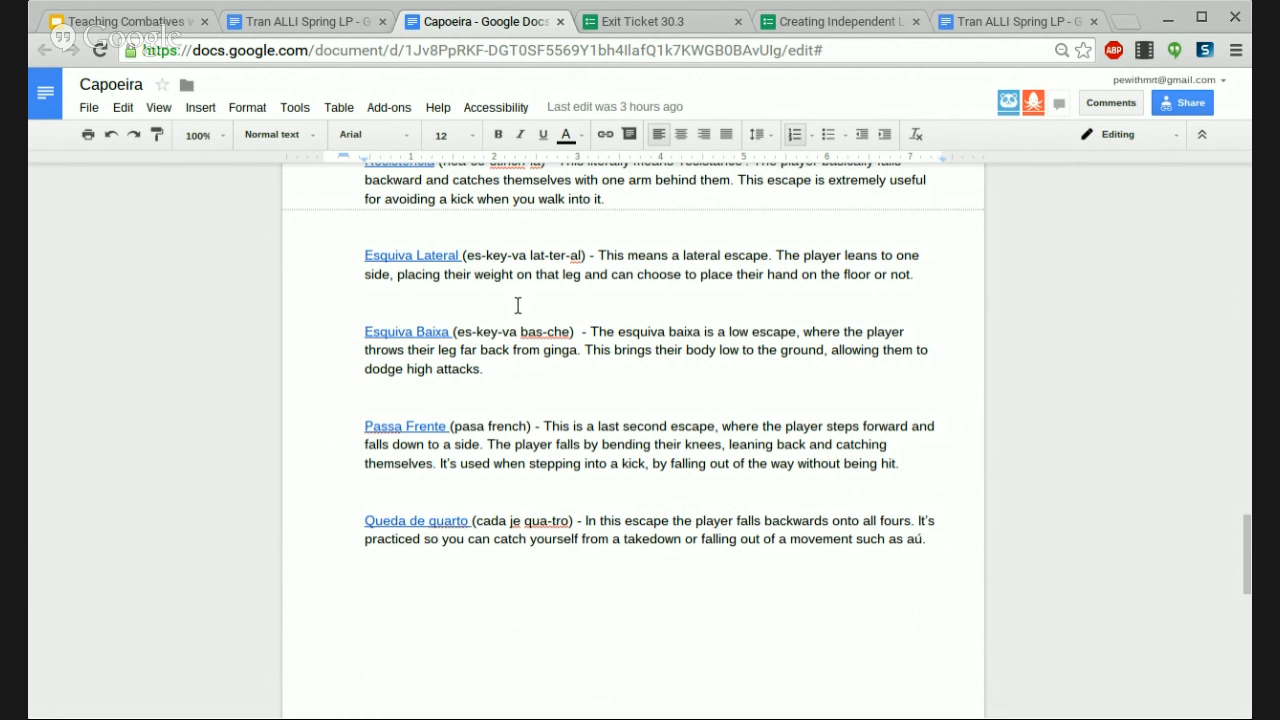 Teaching Combatives w
Tran ALLI Spring LP - G
Capoeira - Google Docs
Exit Ticket 30.3
Creating Independent L
Tran ALLI Spring LP - G
Google
https://docs.google.com/document/d/1Jv8PpRKF-DGT0SF5569Y1bh4IlafQ1k7KWGB0BAvUIg/edit#
ABP
Capoeira
pewithmrt@gmail.com
File Edit View Insert Format Tools Table Add-ons Help Accessibility Last edit was 3 hours ago
Comments Share
100% Normal text Arial 12 B I U A Editing
1 2 3 4 5 6 7
backward and catches themselves with one arm behind them. This escape is extremely useful
for avoiding a kick when you walk into it.
Esquiva Lateral (es-key-va lat-ter-al) - This means a lateral escape. The player leans to one
side, placing their weight on that leg and can choose to place their hand on the floor or not.
Esquiva Baixa (es-key-va bas-che) - The esquiva baixa is a low escape, where the player
throws their leg far back from ginga. This brings their body low to the ground, allowing them to
dodge high attacks.
Passa Frente (pasa french) - This is a last second escape, where the player steps forward and
falls down to a side. The player falls by bending their knees, leaning back and catching
themselves. It's used when stepping into a kick, by falling out of the way without being hit.
Queda de quarto (cada je qua-tro) - In this escape the player falls backwards onto all fours. It's
practiced so you can catch yourself from a takedown or falling out of a movement such as aú.